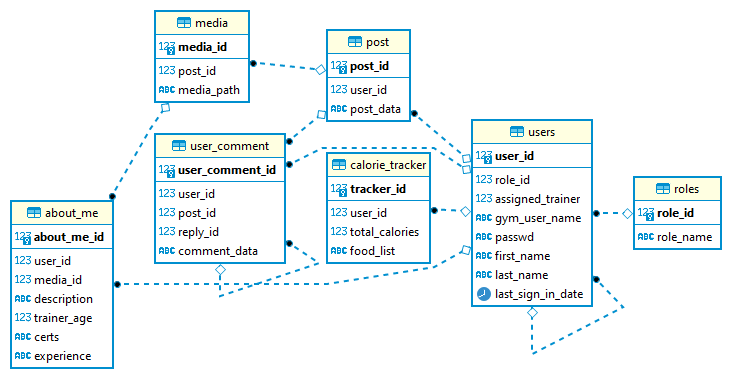 media
123 media_id
123 post_id
ABC media_path
post
123 post_id
123 user_id
ABC post_data
user_comment
123 user_comment_id
123 user_id
123 post_id
123 reply_id
ABC comment_data
calorie_tracker
123 tracker_id
123 user_id
123 total_calories
ABC food_list
users
123 user_id
123 role_id
123 assigned_trainer
ABC gym_user_name
ABC passwd
ABC first_name
ABC last_name
last_sign_in_date
roles
123 role_id
ABC role_name
about_me
123 about_me_id
123 user_id
123 media_id
ABC description
123 trainer_age
ABC certs
ABC experience